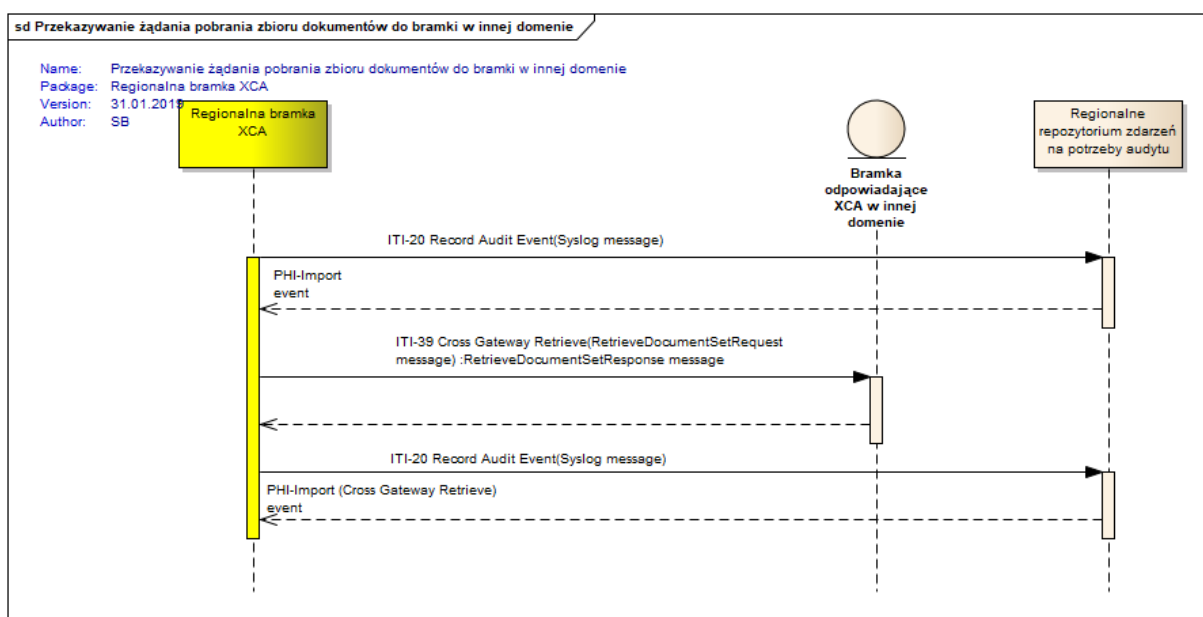 sd Przekazywanie żądania pobrania zbioru dokumentów do bramki w innej domenie
Name: Przekazywanie żądania pobrania zbioru dokumentów do bramki w innej domenie
Package: Regionalna bramka XCA
Version: 31.01.2019
Author: SB
Regionalna bramka
XCA
Regionalne
repozytorium zdarzeń
na potrzeby audytu
Bramka
odpowiadające
XCA w innej
domenie
ITI-20 Record Audit Event(Syslog message)
PHI-Import
event
ITI-39 Cross Gateway Retrieve(RetrieveDocumentSetRequest
message) :RetrieveDocumentSetResponse message
ITI-20 Record Audit Event(Syslog message)
PHI-Import (Cross Gateway Retrieve)
event